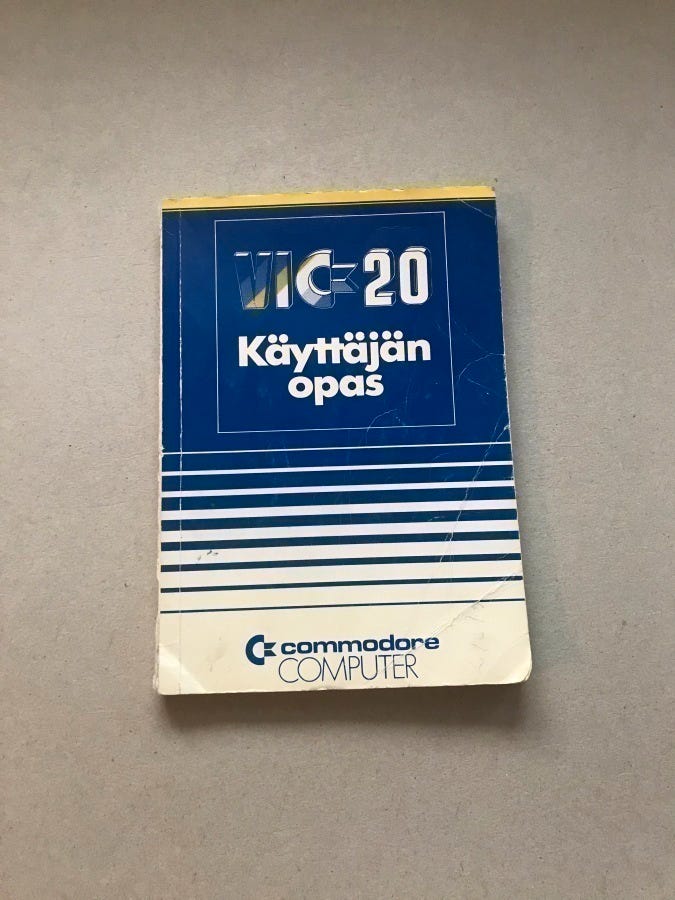 VIC-20
Käyttäjän
opas
commodore
COMPUTER